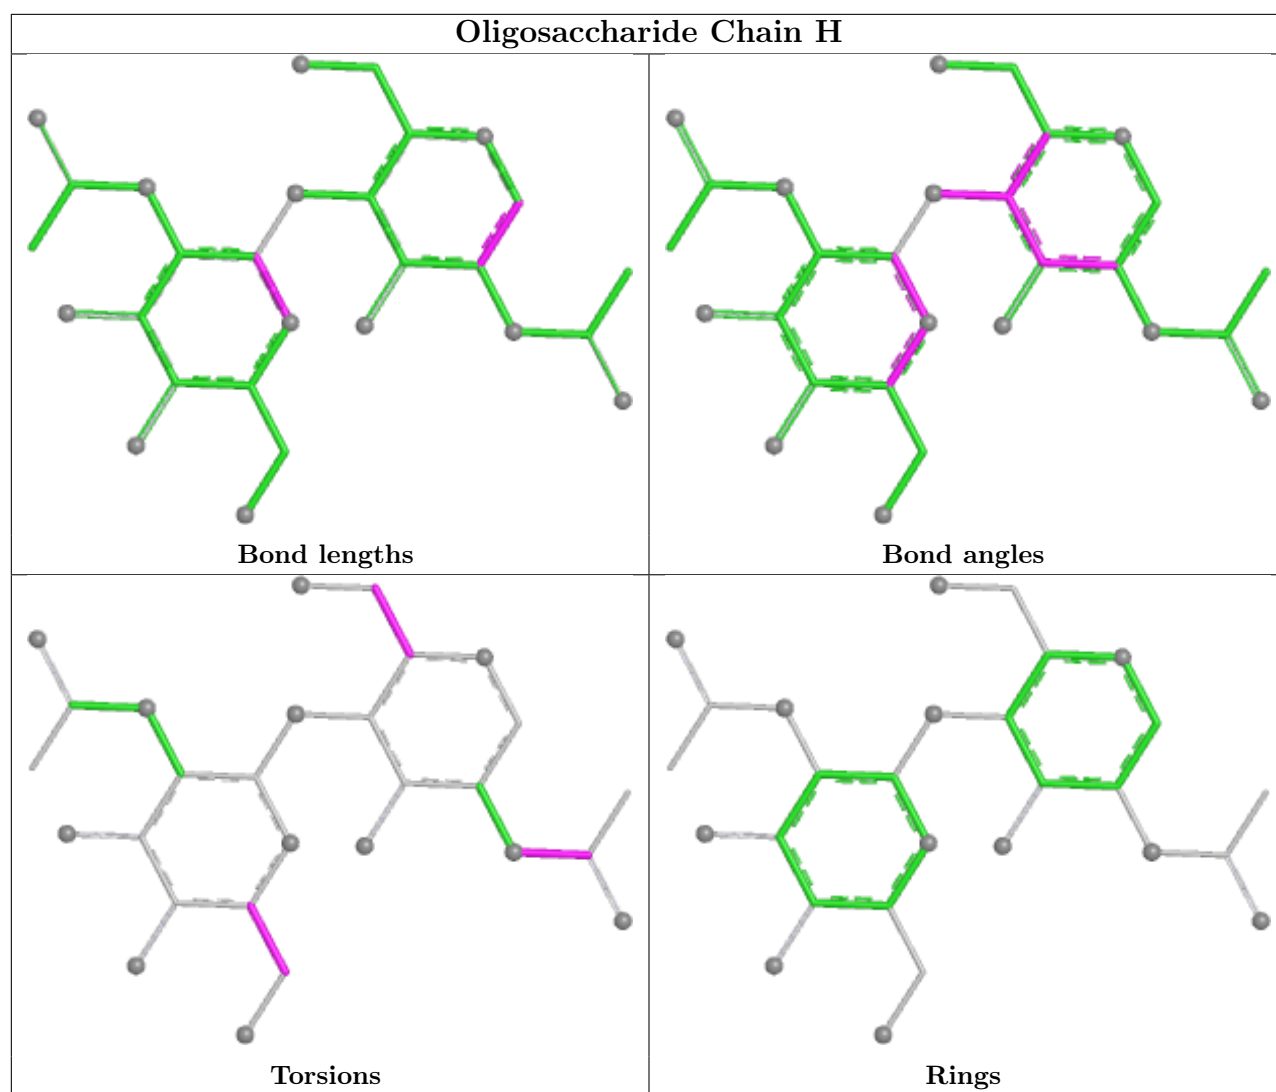 Oligosaccharide Chain H
Bond lengths
Bond angles
Torsions
Rings